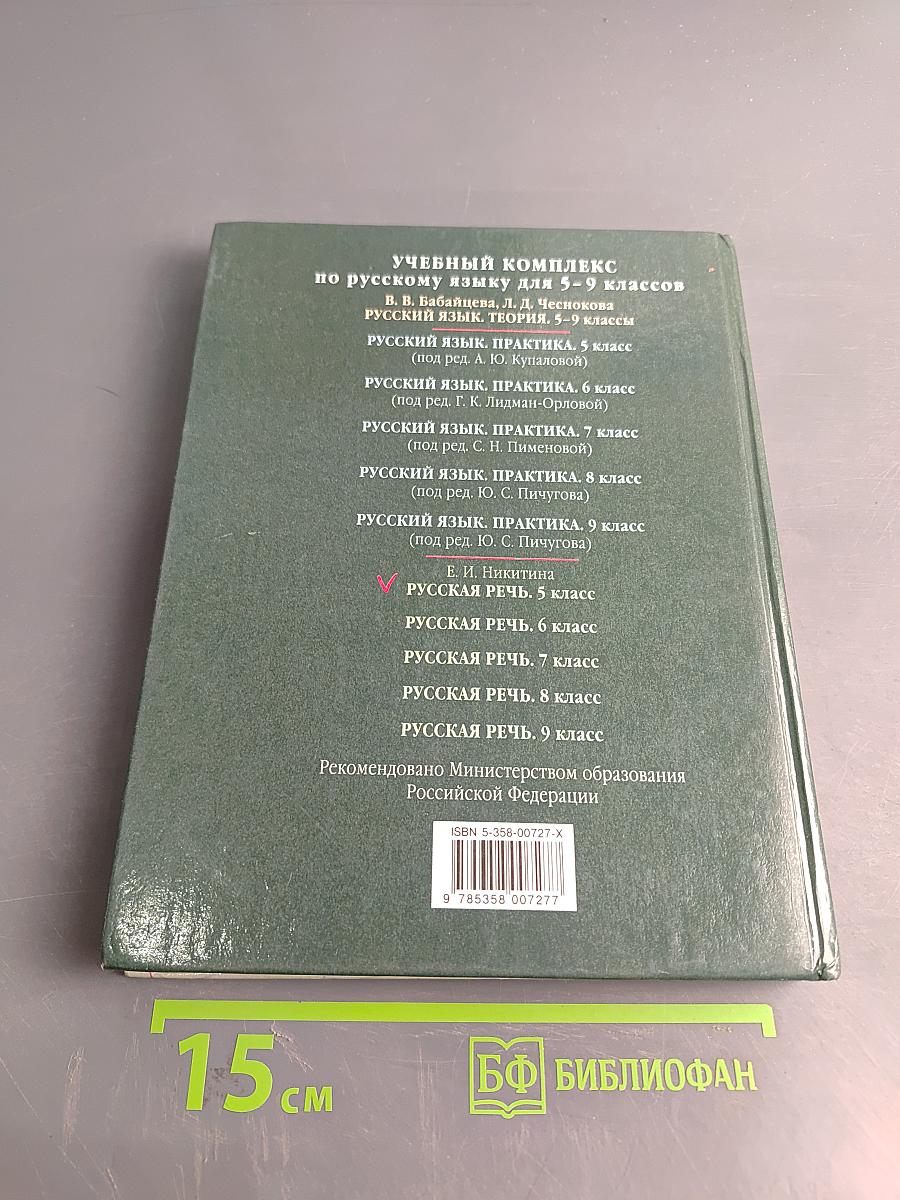 УЧЕБНЫЙ КОМПЛЕКС
по русскому языку для 5–9 классов
В. В. Бабайцева, Л. Д. Чеснокова
РУССКИЙ ЯЗЫК. ТЕОРИЯ. 5–9 классы
РУССКИЙ ЯЗЫК. ПРАКТИКА. 5 класс
(под ред. А. Ю. Купаловой)
РУССКИЙ ЯЗЫК. ПРАКТИКА. 6 класс
(под ред. Г. К. Лидман-Орловой)
РУССКИЙ ЯЗЫК. ПРАКТИКА. 7 класс
(под ред. С. Н. Пименовой)
РУССКИЙ ЯЗЫК. ПРАКТИКА. 8 класс
(под ред. Ю. С. Пичугова)
РУССКИЙ ЯЗЫК. ПРАКТИКА. 9 класс
(под ред. Ю. С. Пичугова)
Е. И. Никитина
РУССКАЯ РЕЧЬ. 5 класс
РУССКАЯ РЕЧЬ. 6 класс
РУССКАЯ РЕЧЬ. 7 класс
РУССКАЯ РЕЧЬ. 8 класс
РУССКАЯ РЕЧЬ. 9 класс
Рекомендовано Министерством образования
Российской Федерации
ISBN 5-358-00727-X
9 785358 007277
15 см
БФ БИБЛИОФАН